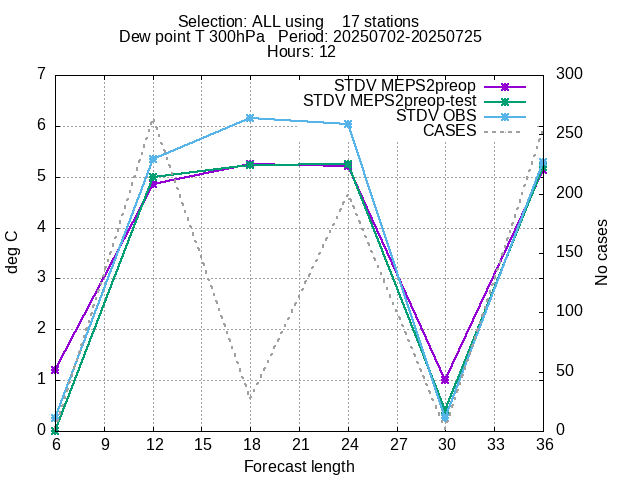 Selection: ALL using    17 stations
Dew point T 300hPa   Period: 20250702-20250725
Hours: 12
STDV MEPS2preop
STDV MEPS2preop-test
STDV OBS
CASES
7
6
5
4
3
2
1
0
deg C
300
250
200
150
100
50
0
No cases
6 9 12 15 18 21 24 27 30 33 36
Forecast length